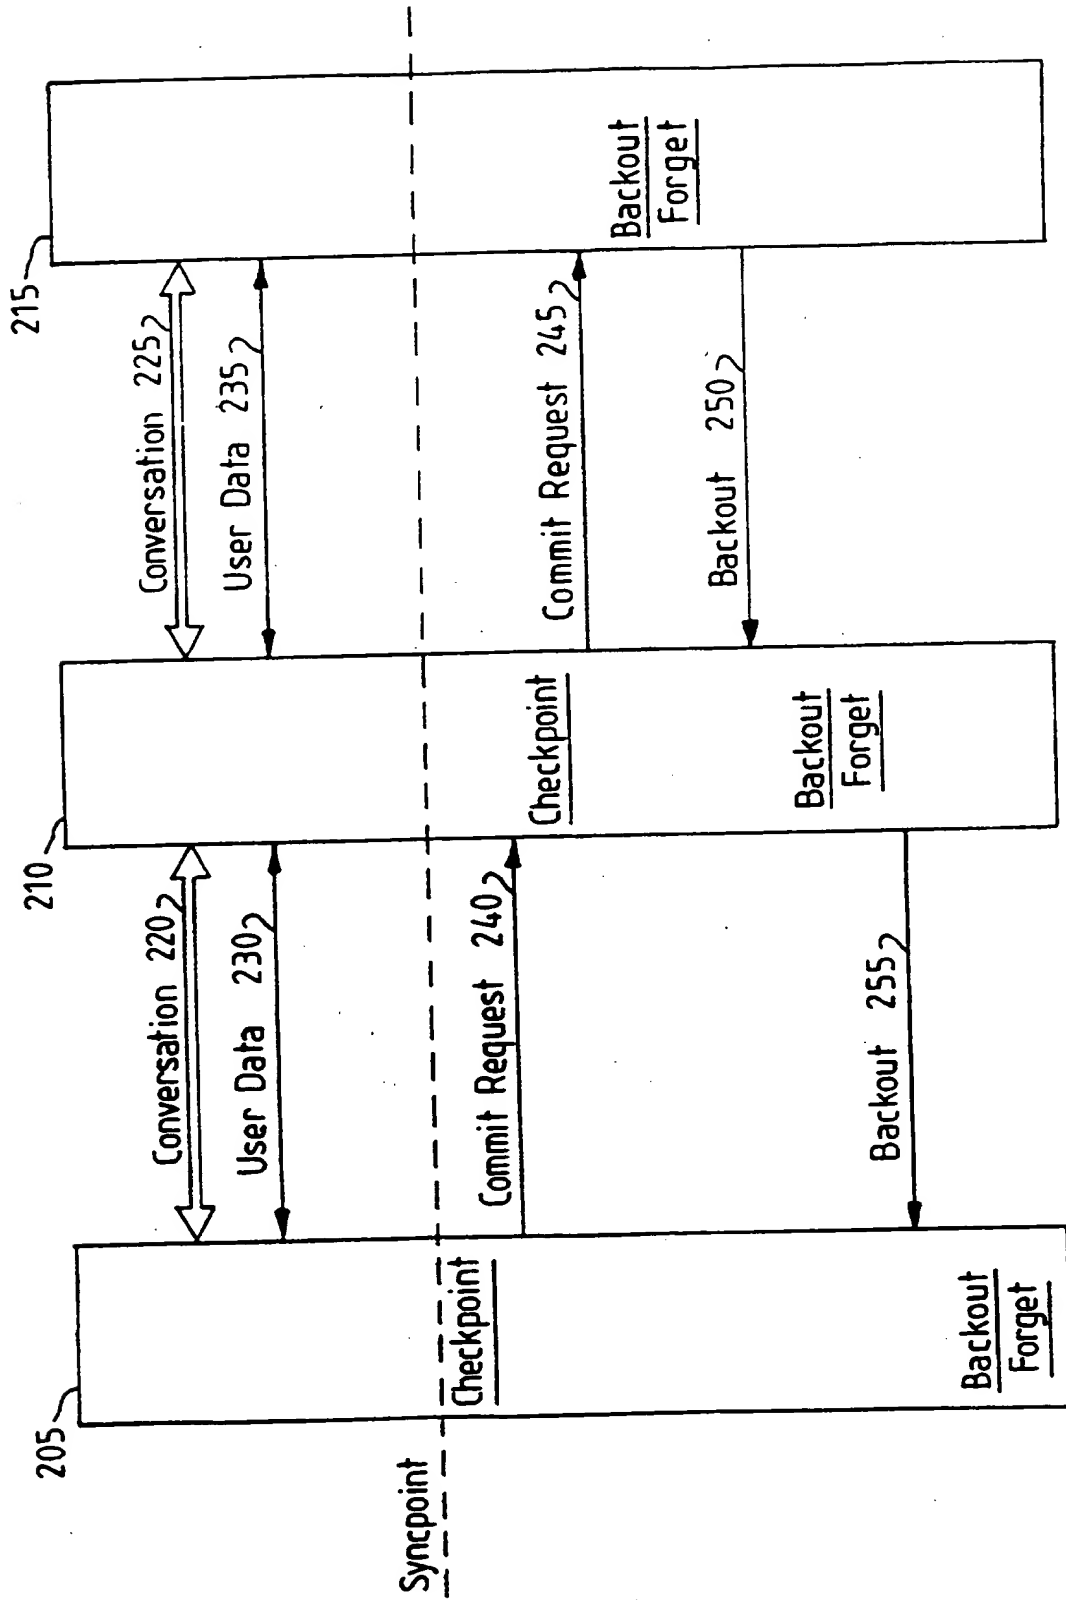 205
210
215
Conversation 220
Conversation 225
User Data 230
User Data 235
Syncpoint
Checkpoint
Commit Request 240
Checkpoint
Commit Request 245
Backout
Forget
Backout 250
Backout
Forget
Backout 255
Backout
Forget